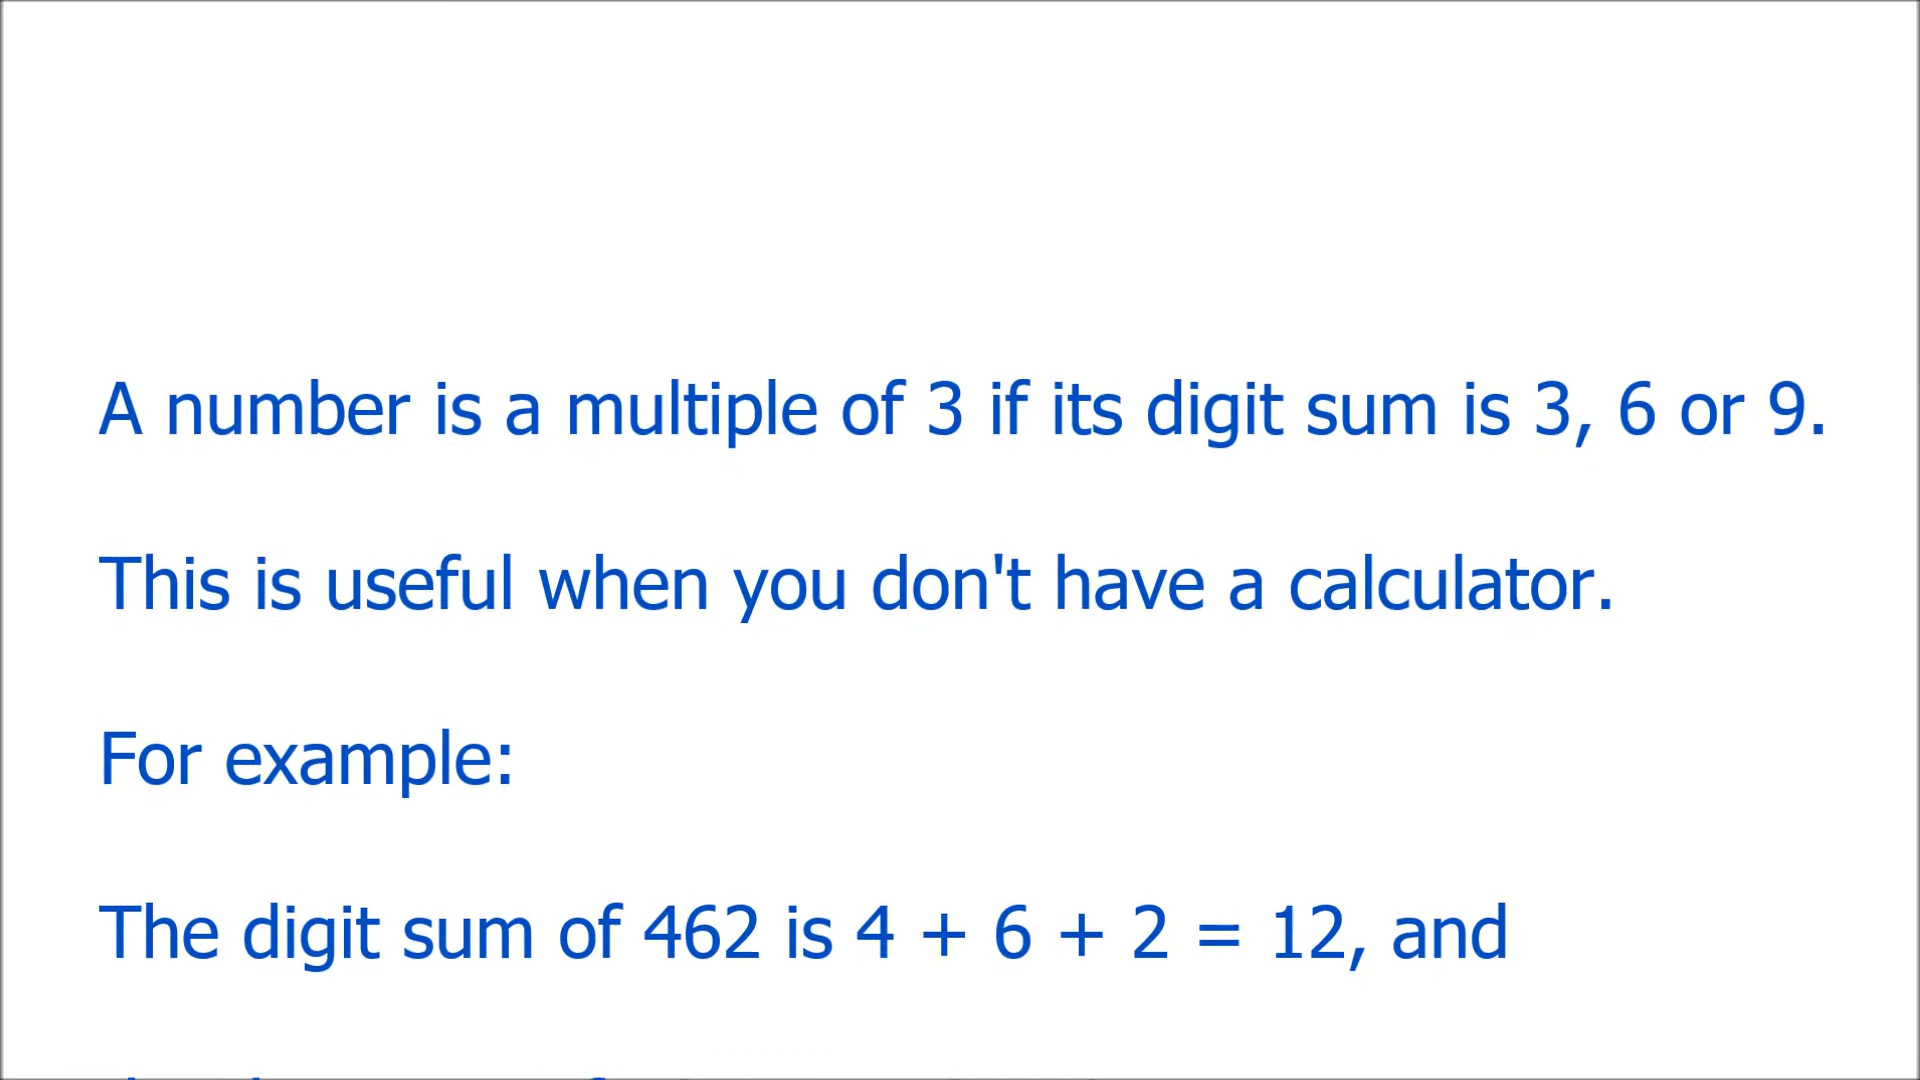 A number is a multiple of 3 if its digit sum is 3, 6 or 9.
This is useful when you don't have a calculator.
For example:
The digit sum of 462 is 4 + 6 + 2 = 12, and